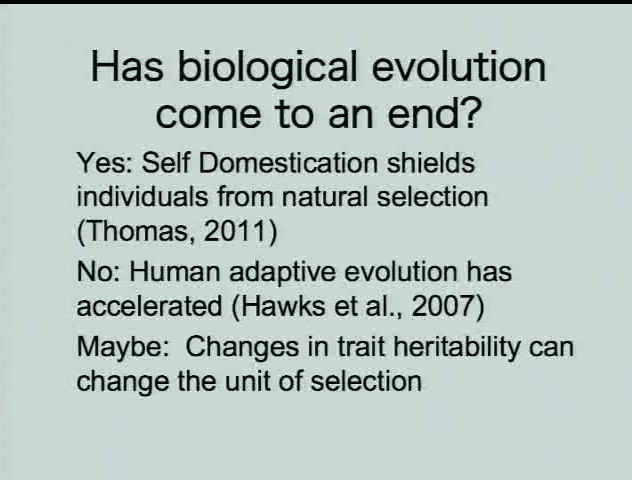 Has biological evolution
come to an end?
Yes: Self Domestication shields
individuals from natural selection
(Thomas, 2011)
No: Human adaptive evolution has
accelerated (Hawks et al., 2007)
Maybe:  Changes in trait heritability can
change the unit of selection